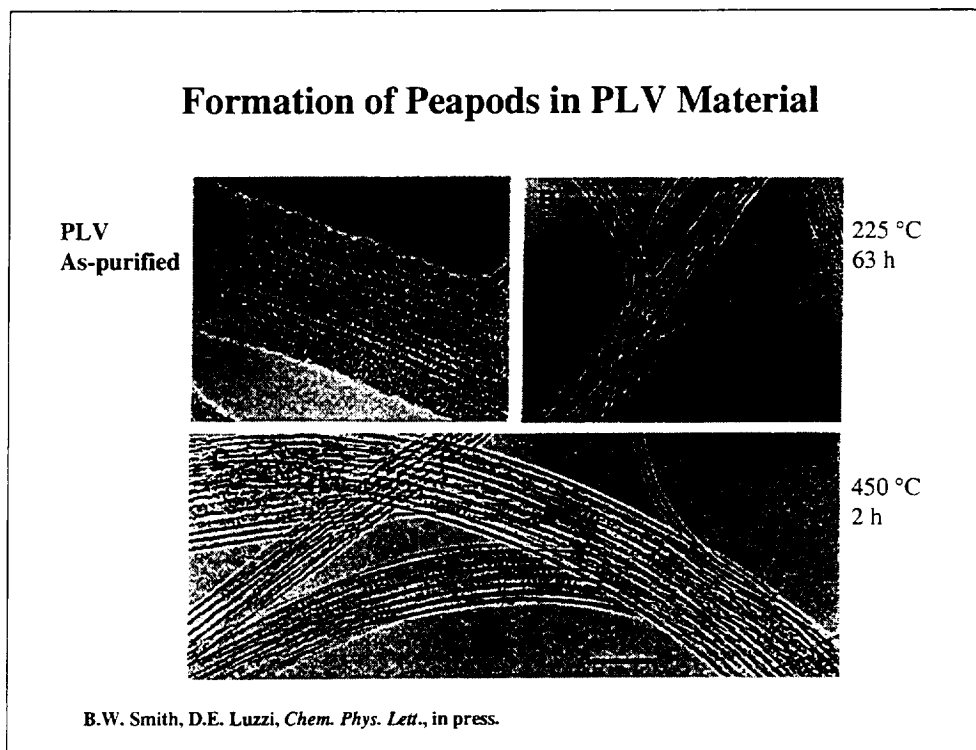 Formation of Peapods in PLV Material
PLV
As-purified
225 °C
63 h
450 °C
2 h
B.W. Smith, D.E. Luzzi, Chem. Phys. Lett., in press.